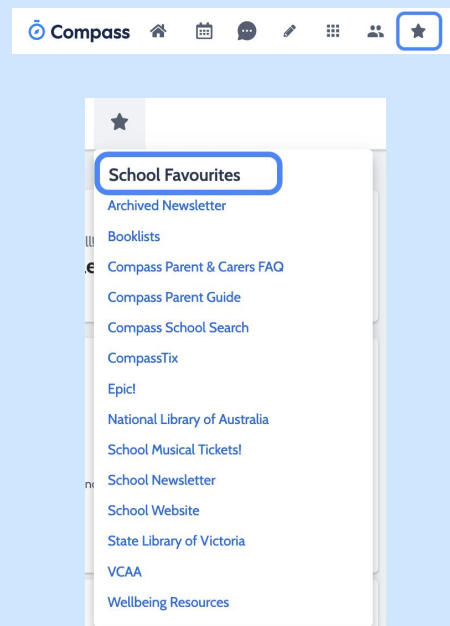 Compass
School Favourites
Archived Newsletter
Booklists
Compass Parent & Carers FAQ
Compass Parent Guide
Compass School Search
CompassTix
Epic!
National Library of Australia
School Musical Tickets!
School Newsletter
School Website
State Library of Victoria
VCAA
Wellbeing Resources